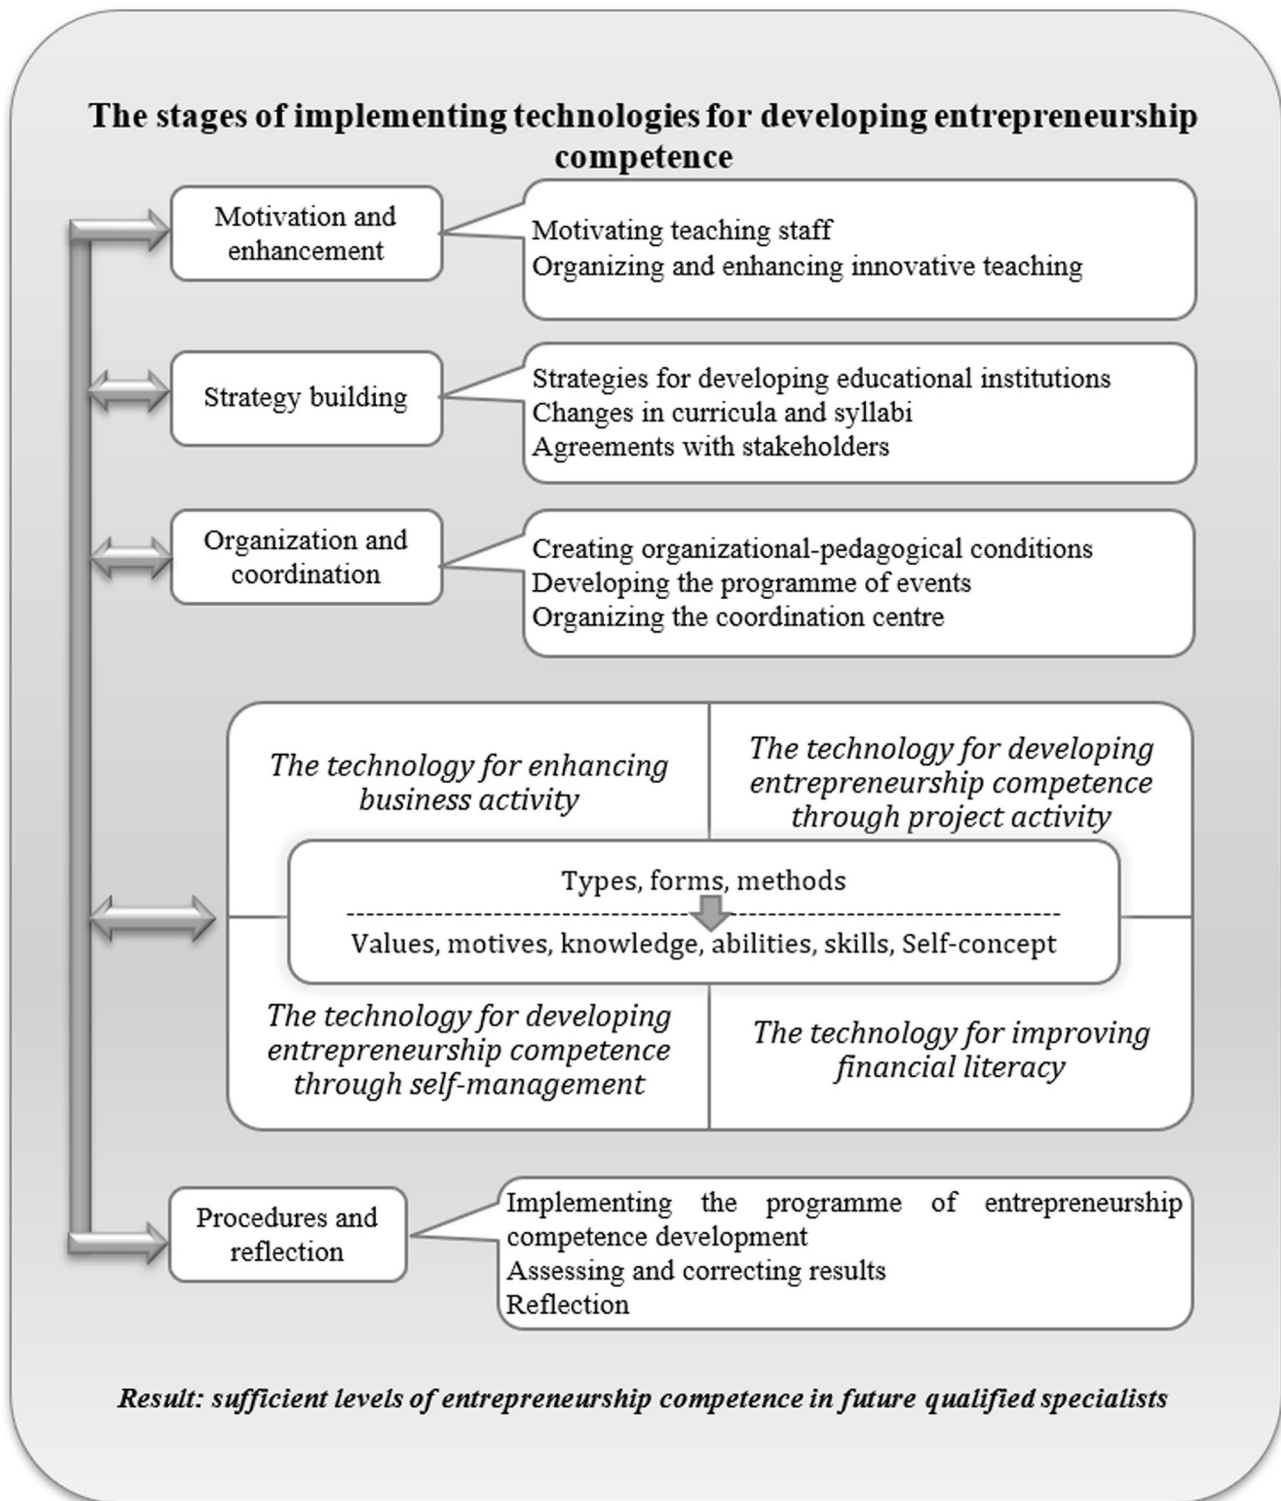 The stages of implementing technologies for developing entrepreneurship
competence
Motivation and
enhancement
Motivating teaching staff
Organizing and enhancing innovative teaching
Strategy building
Strategies for developing educational institutions
Changes in curricula and syllabi
Agreements with stakeholders
Organization and
coordination
Creating organizational-pedagogical conditions
Developing the programme of events
Organizing the coordination centre
The technology for enhancing
business activity
The technology for developing
entrepreneurship competence
through project activity
Types, forms, methods
Values, motives, knowledge, abilities, skills, Self-concept
The technology for developing
entrepreneurship competence
through self-management
The technology for improving
financial literacy
Procedures and
reflection
Implementing the programme of entrepreneurship
competence development
Assessing and correcting results
Reflection
Result: sufficient levels of entrepreneurship competence in future qualified specialists